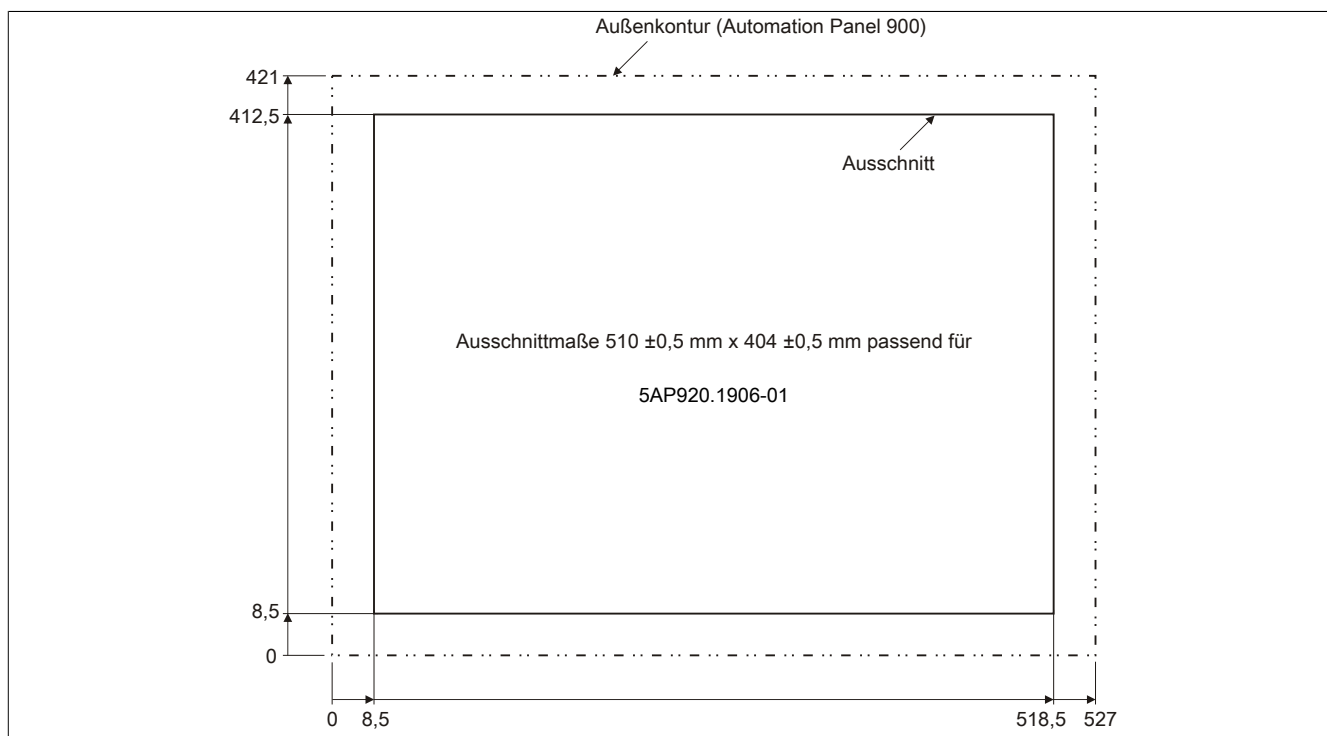 Außenkontur (Automation Panel 900)
421
412,5
Ausschnitt
Ausschnittmaße 510 ±0,5 mm x 404 ±0,5 mm passend für
5AP920.1906-01
8,5
0
0 8,5 518,5 527